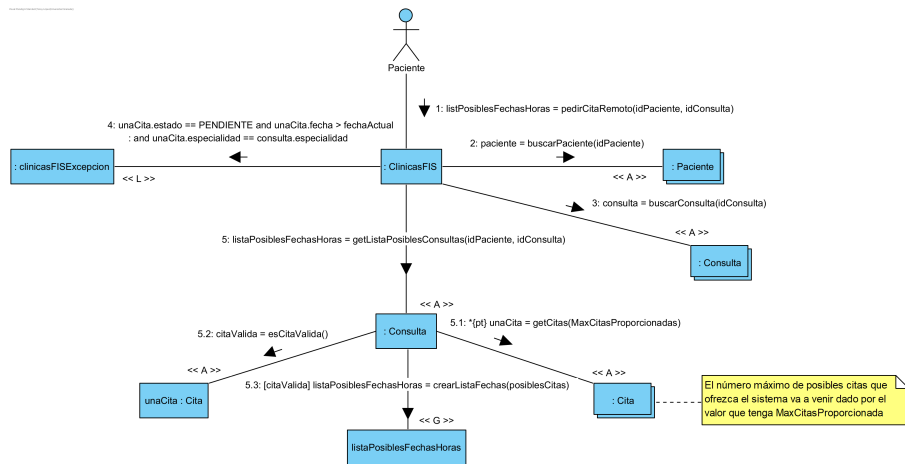 Paciente
1: listPosiblesFechasHoras = pedirCitaRemoto(idPaciente, idConsulta)
4: unaCita.estado == PENDIENTE and unaCita.fecha > fechaActual
: and unaCita.especialidad == consulta.especialidad
2: paciente = buscarPaciente(idPaciente)
: clinicasFISExcepcion
: ClinicasFIS
: Paciente
<< L >>
<< A >>
3: consulta = buscarConsulta(idConsulta)
<< A >>
5: listaPosiblesFechasHoras = getListaPosiblesConsultas(idPaciente, idConsulta)
: Consulta
<< A >>
5.2: citaValida = esCitaValida()
: Consulta
5.1: *{pt} unaCita = getCitas(MaxCitasProporcionadas)
<< A >>
<< A >>
5.3: [citaValida] listaPosiblesFechasHoras = crearListaFechas(posiblesCitas)
unaCita : Cita
: Cita
El número máximo de posibles citas que
ofrezca el sistema va a venir dado por el
valor que tenga MaxCitasProporcionada
<< G >>
listaPosiblesFechasHoras